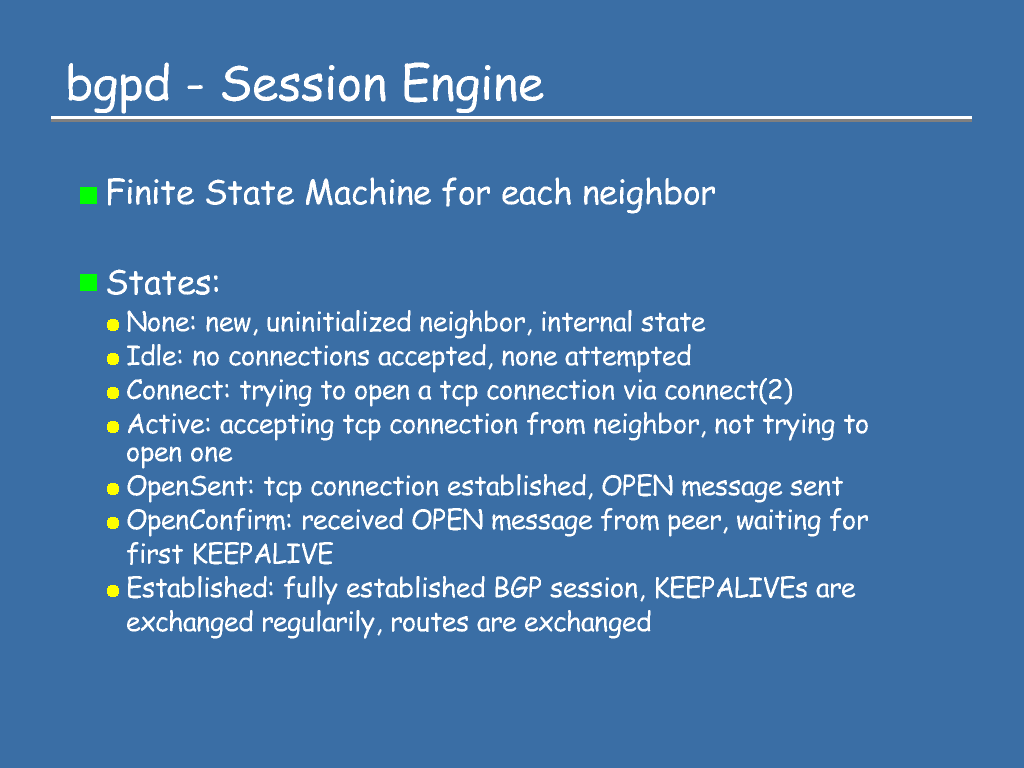 bgpd - Session Engine
Finite State Machine for each neighbor
States:
None: new, uninitialized neighbor, internal state
Idle: no connections accepted, none attempted
Connect: trying to open a tcp connection via connect(2)
Active: accepting tcp connection from neighbor, not trying to
open one
OpenSent: tcp connection established, OPEN message sent
OpenConfirm: received OPEN message from peer, waiting for
first KEEPALIVE
Established: fully established BGP session, KEEPALIVEs are
exchanged regularily, routes are exchanged